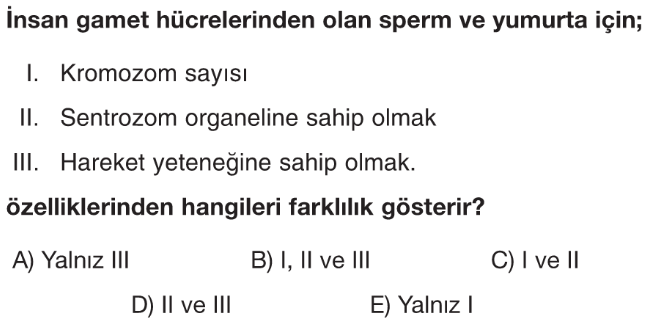 İnsan gamet hücrelerinden olan sperm ve yumurta için;
I. Kromozom sayısı
II. Sentrozom organeline sahip olmak
III. Hareket yeteneğine sahip olmak.
özelliklerinden hangileri farklılık gösterir?
A) Yalnız III B) I, II ve III C) I ve II
D) II ve III E) Yalnız I